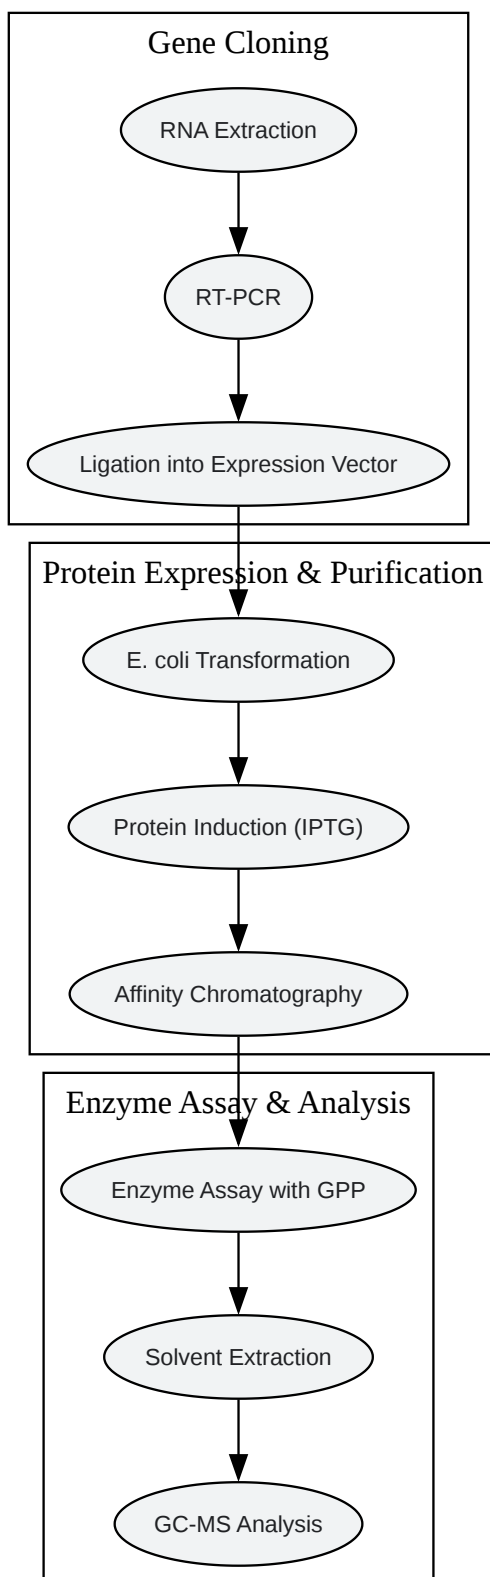 Gene Cloning
RNA Extraction
RT-PCR
Ligation into Expression Vector
Protein Expression & Purification
E. coli Transformation
Protein Induction (IPTG)
Affinity Chromatography
Enzyme Assay & Analysis
Enzyme Assay with GPP
Solvent Extraction
GC-MS Analysis